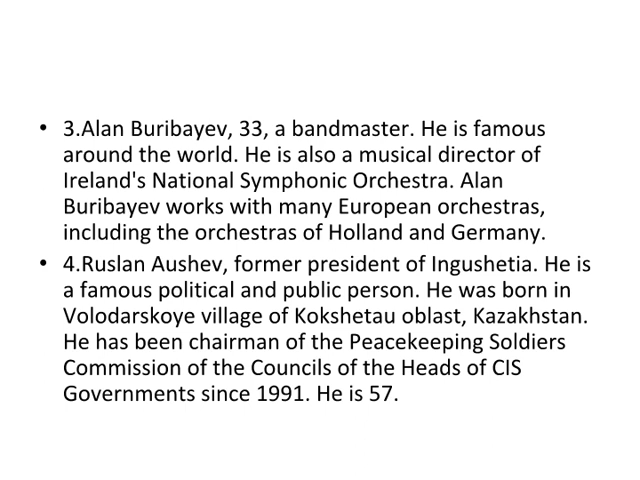 • 3.Alan Buribayev, 33, a bandmaster. He is famous
around the world. He is also a musical director of
Ireland's National Symphonic Orchestra. Alan
Buribayev works with many European orchestras,
including the orchestras of Holland and Germany.
• 4.Ruslan Aushev, former president of Ingushetia. He is
a famous political and public person. He was born in
Volodarskoye village of Kokshetau oblast, Kazakhstan.
He has been chairman of the Peacekeeping Soldiers
Commission of the Councils of the Heads of CIS
Governments since 1991. He is 57.